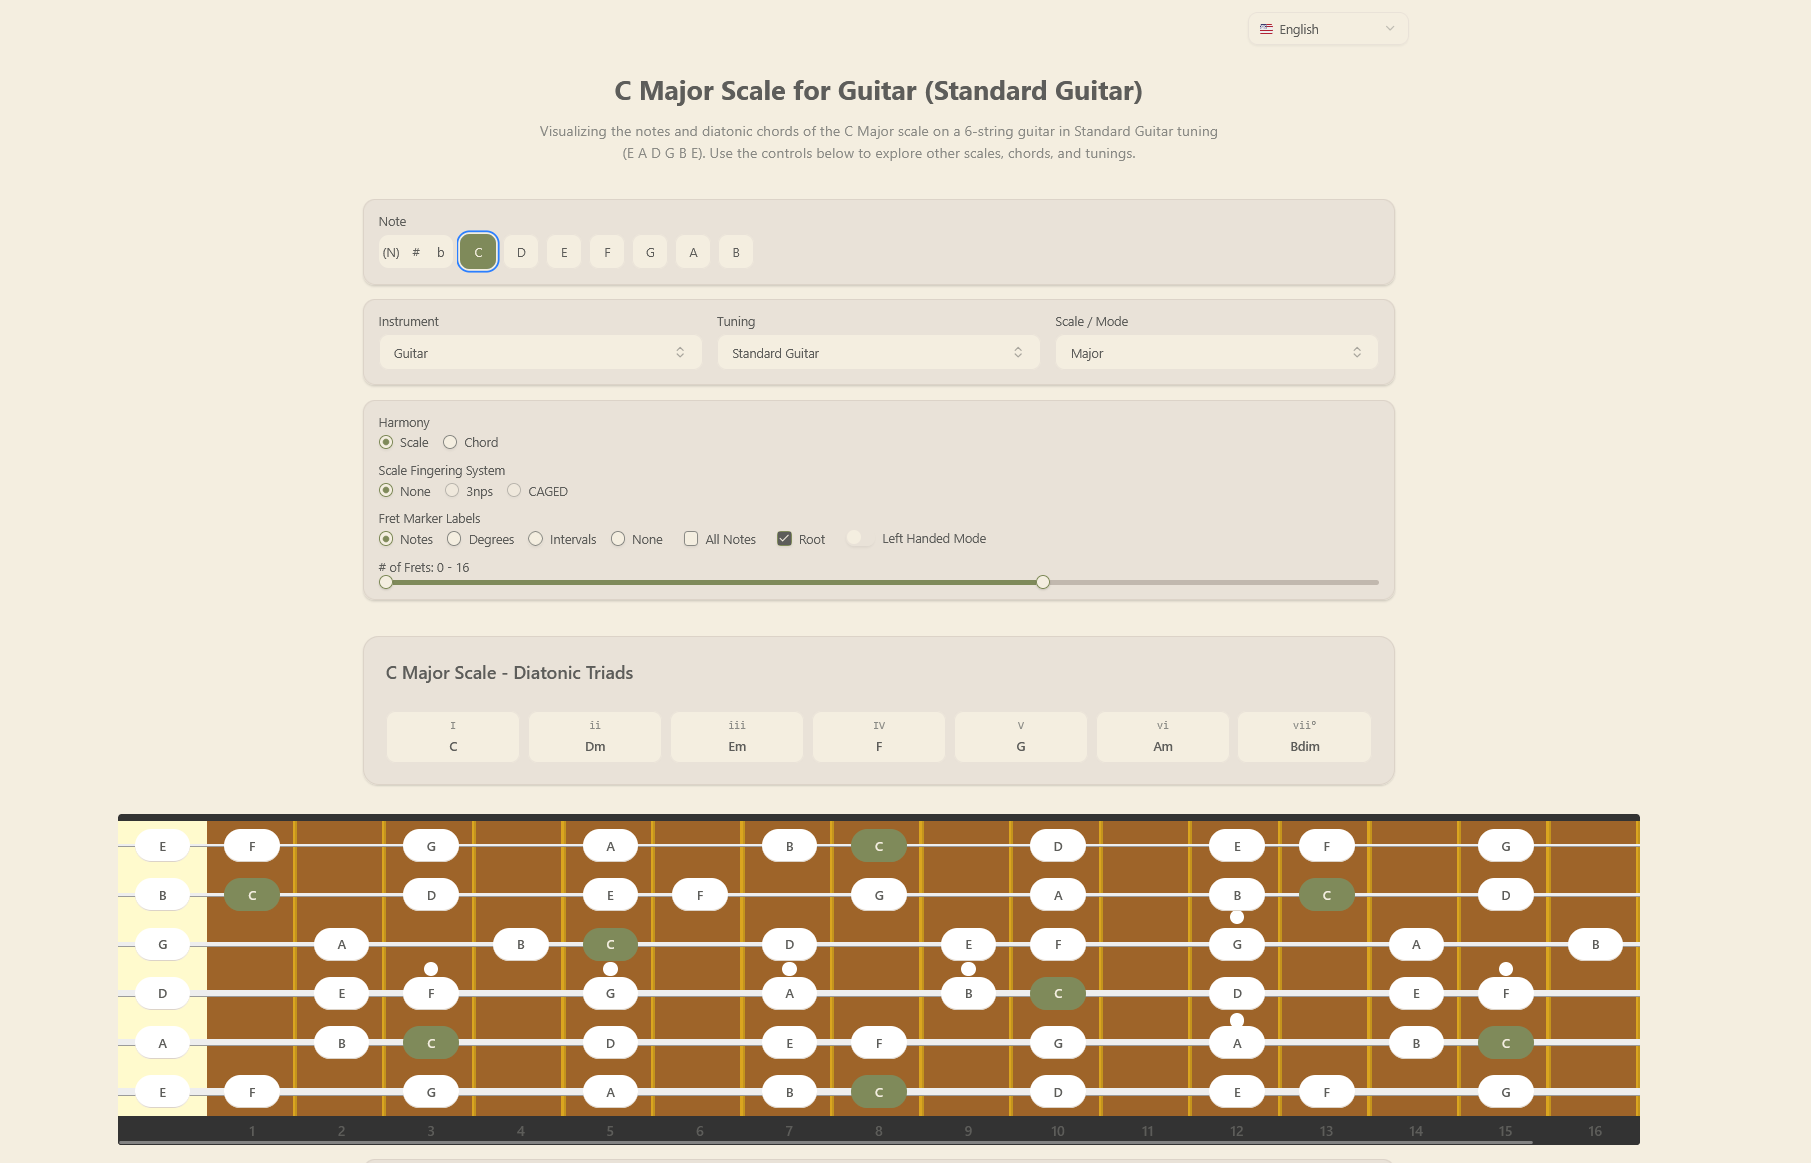 English
C Major Scale for Guitar (Standard Guitar)
Visualizing the notes and diatonic chords of the C Major scale on a 6-string guitar in Standard Guitar tuning
(E A D G B E). Use the controls below to explore other scales, chords, and tunings.
Note
(N) # b C D E F G A B
Instrument Tuning Scale / Mode
Guitar Standard Guitar Major
Harmony
Scale Chord
Scale Fingering System
None 3nps CAGED
Fret Marker Labels
Notes Degrees Intervals None All Notes Root Left Handed Mode
# of Frets: 0 - 16
C Major Scale - Diatonic Triads
I ii iii IV V vi vii°
C Dm Em F G Am Bdim
E F G A B C D E F G
B C D E F G A B C D
G A B C D E F G A B
D E F G A B C D E F
A B C D E F G A B C
E F G A B C D E F G
1 2 3 4 5 6 7 8 9 10 11 12 13 14 15 16